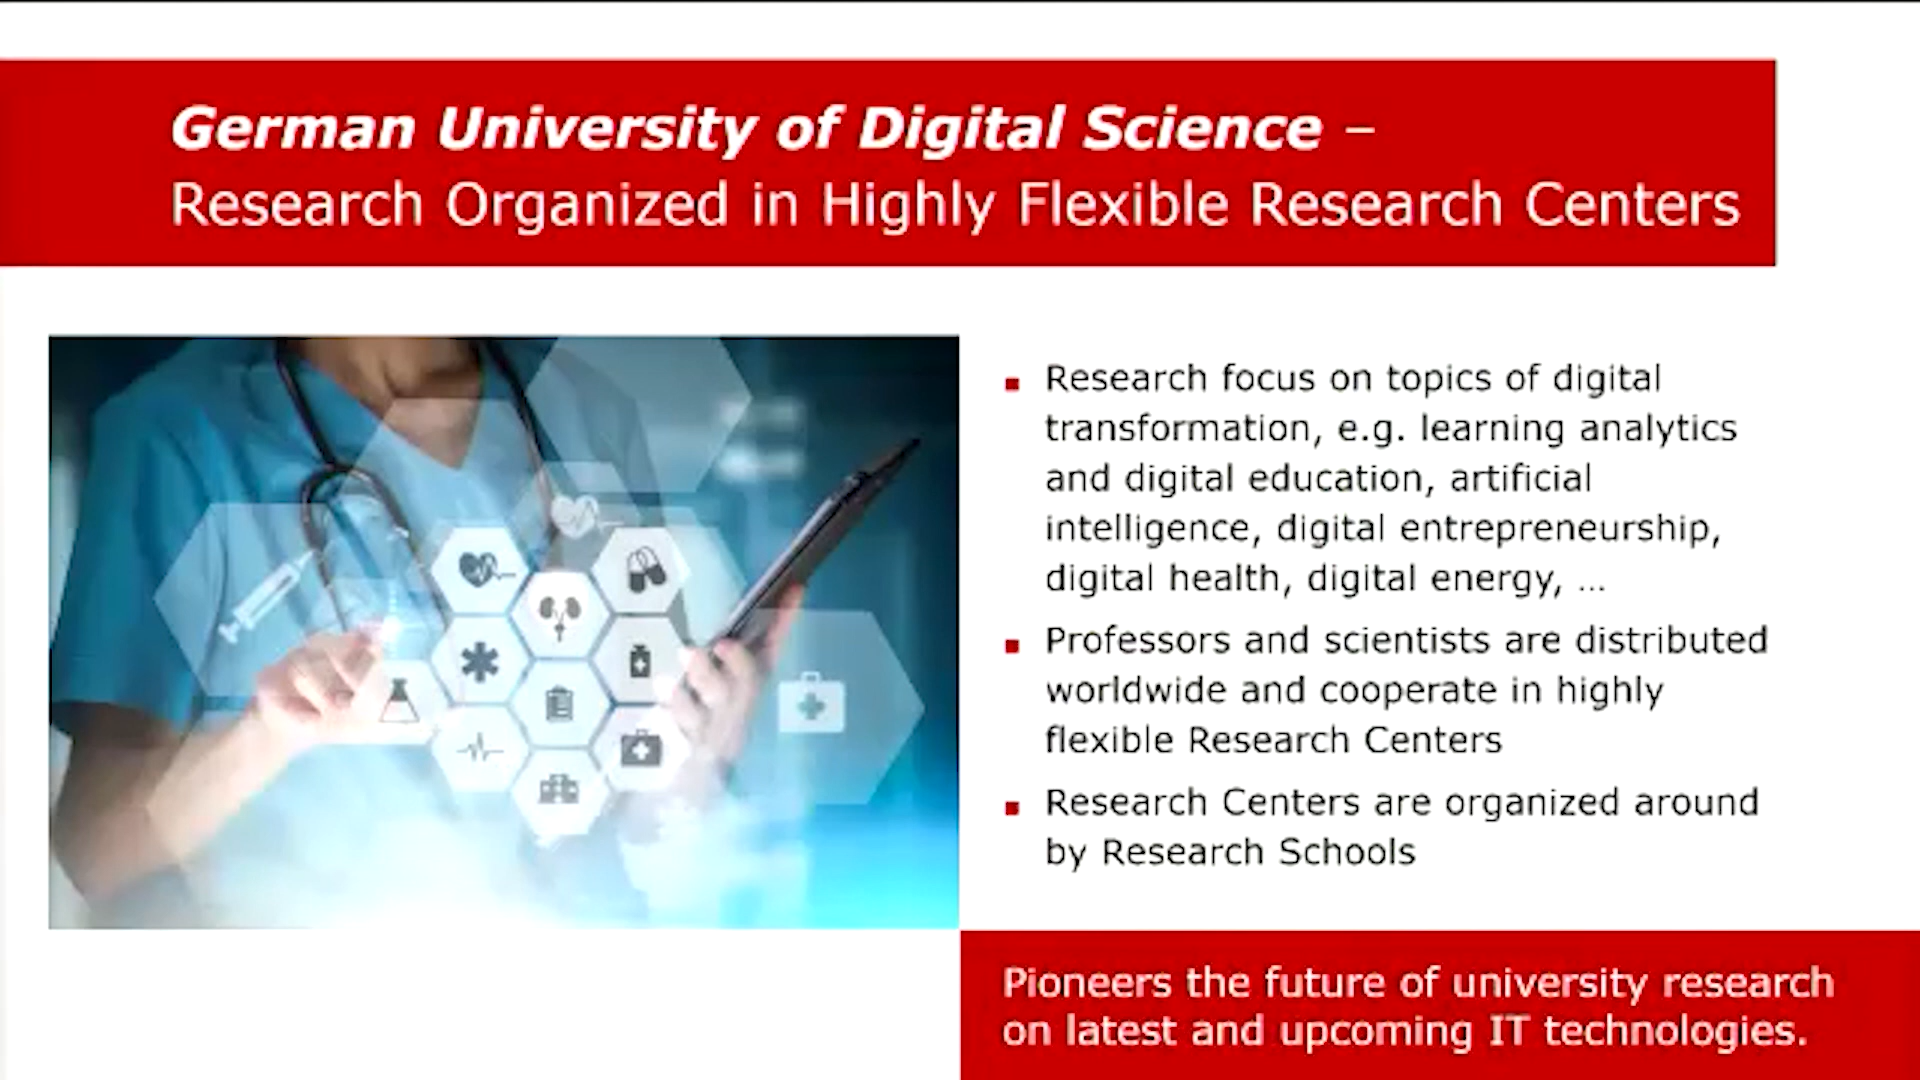 German University of Digital Science –
Research Organized in Highly Flexible Research Centers
Research focus on topics of digital
transformation, e.g. learning analytics
and digital education, artificial
intelligence, digital entrepreneurship,
digital health, digital energy, ...
Professors and scientists are distributed
worldwide and cooperate in highly
flexible Research Centers
Research Centers are organized around
by Research Schools
Pioneers the future of university research
on latest and upcoming IT technologies.